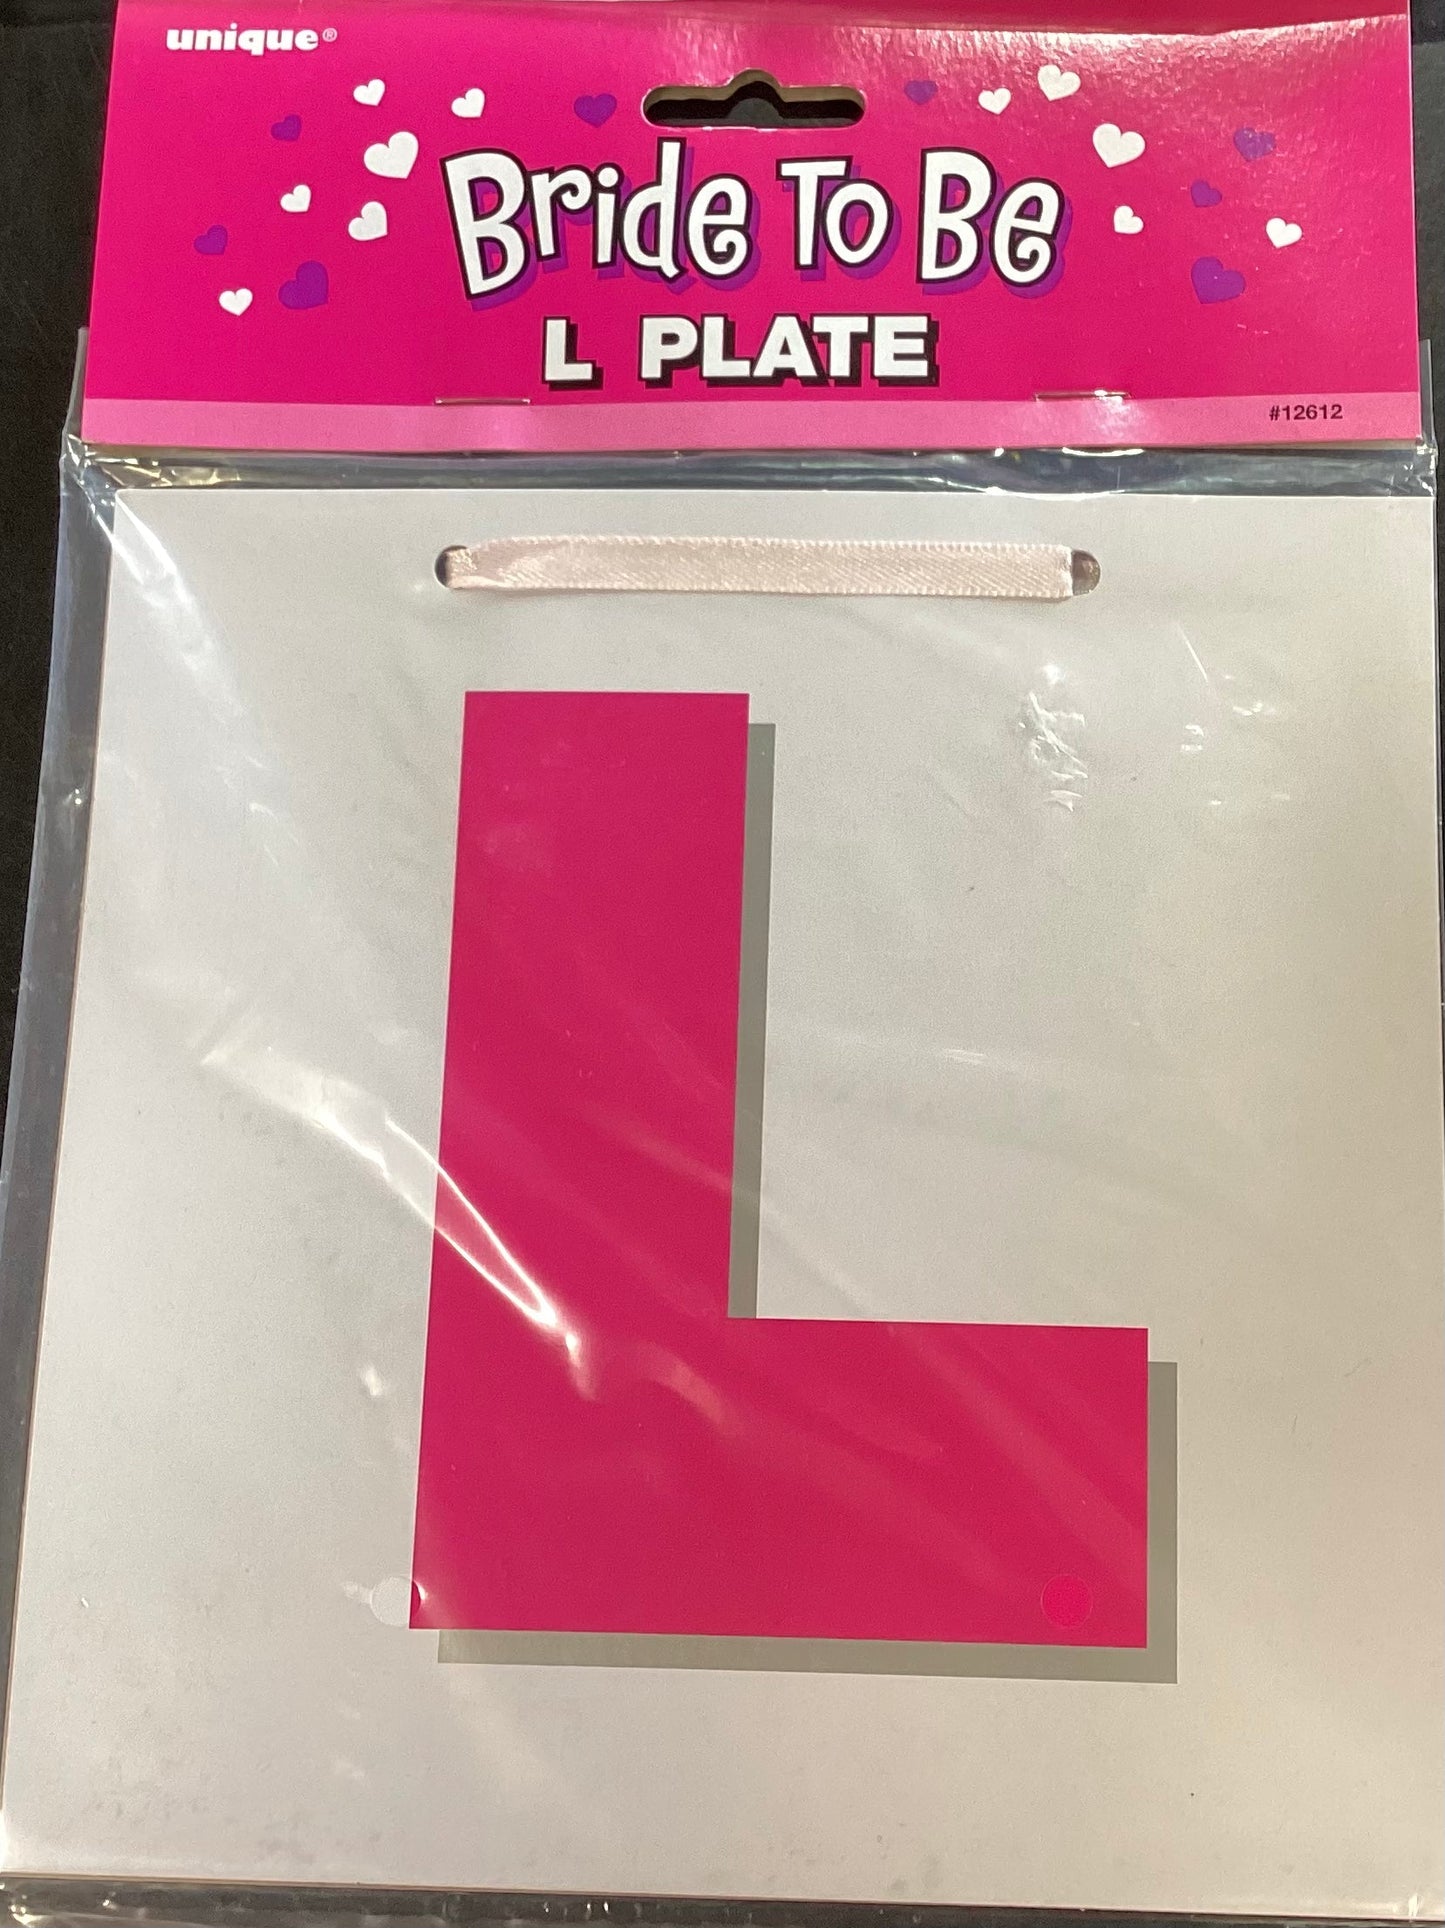 unique®
Bride To Be
L PLATE
#12612
L